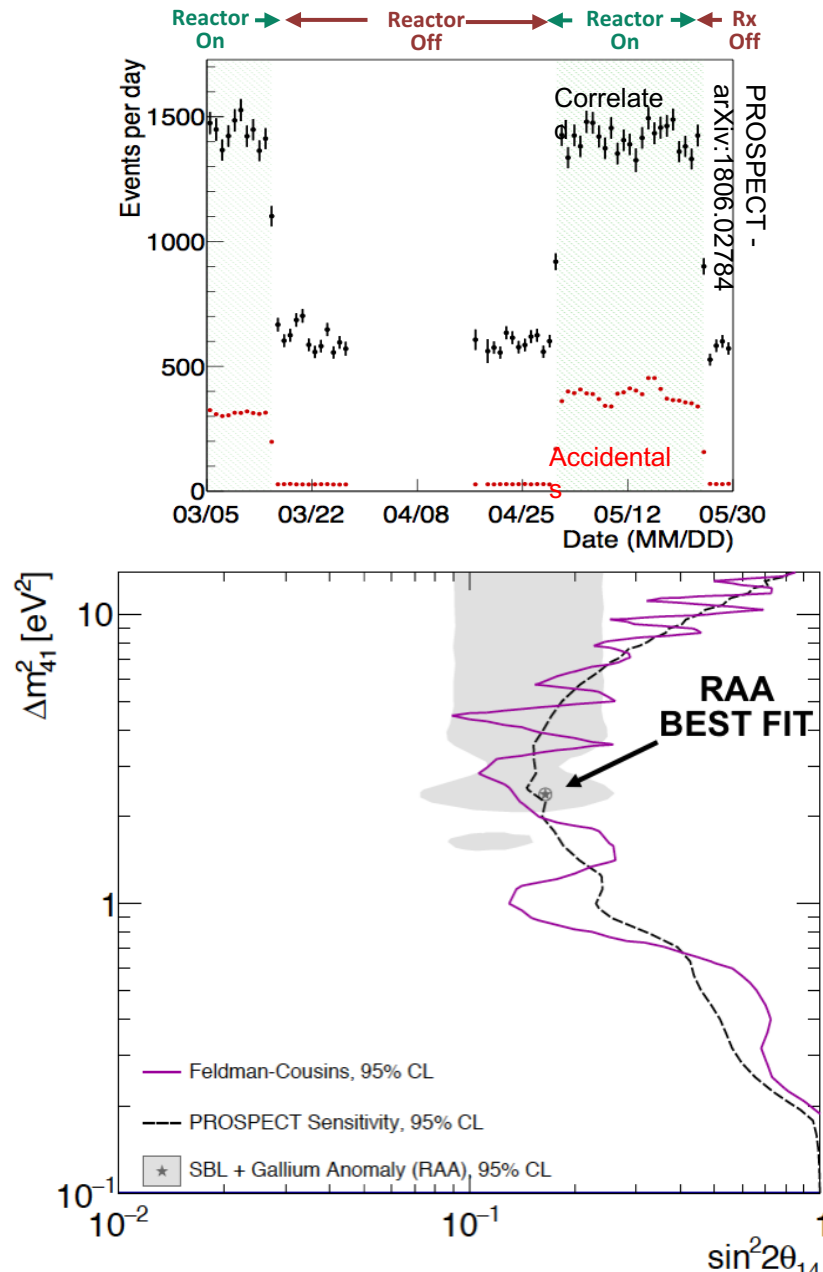 Reactor On
Reactor Off
Reactor On
Rx Off
Events per day
1500
1000
500
0
Correlate
d
Accidental
s
PROSPECT -
arXiv:1806.02784
03/05 03/22 04/08 04/25 05/12 05/30
Date (MM/DD)
Δm²₄₁ [eV²]
10
1
10⁻¹
RAA
BEST FIT
Feldman-Cousins, 95% CL
PROSPECT Sensitivity, 95% CL
SBL + Gallium Anomaly (RAA), 95% CL
10⁻² 10⁻¹ 1
sin²2θ₁₄